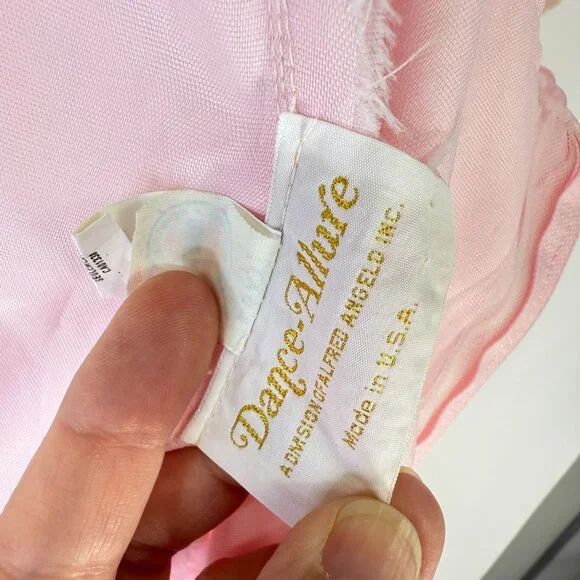 Dance-Allure
A DIVISION OF ALFRED ANGELO INC.
Made in U.S.A.